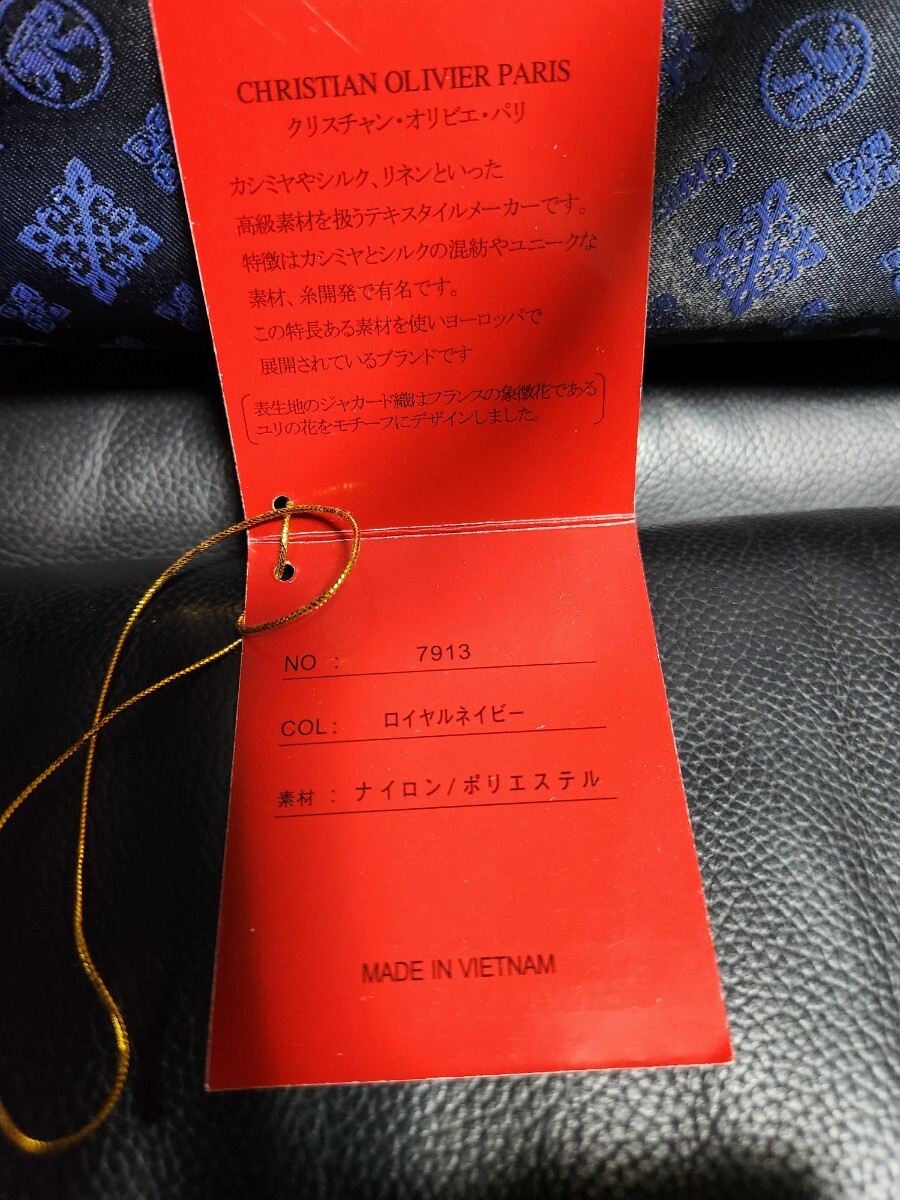 CHRISTIAN OLIVIER PARIS
クリスチャン・オリビエ・パリ
カシミヤやシルク、リネンといった
高級素材を扱うテキスタイルメーカーです。
特徴はカシミヤとシルクの混紡やユニークな
素材、糸開発で有名です。
この特長ある素材を使いヨーロッパで
展開されているブランドです
表生地のジャカード織はフランスの象徴花である
ユリの花をモチーフにデザインしました。
NO : 7913
COL: ロイヤルネイビー
素材 : ナイロン/ポリエステル
MADE IN VIETNAM